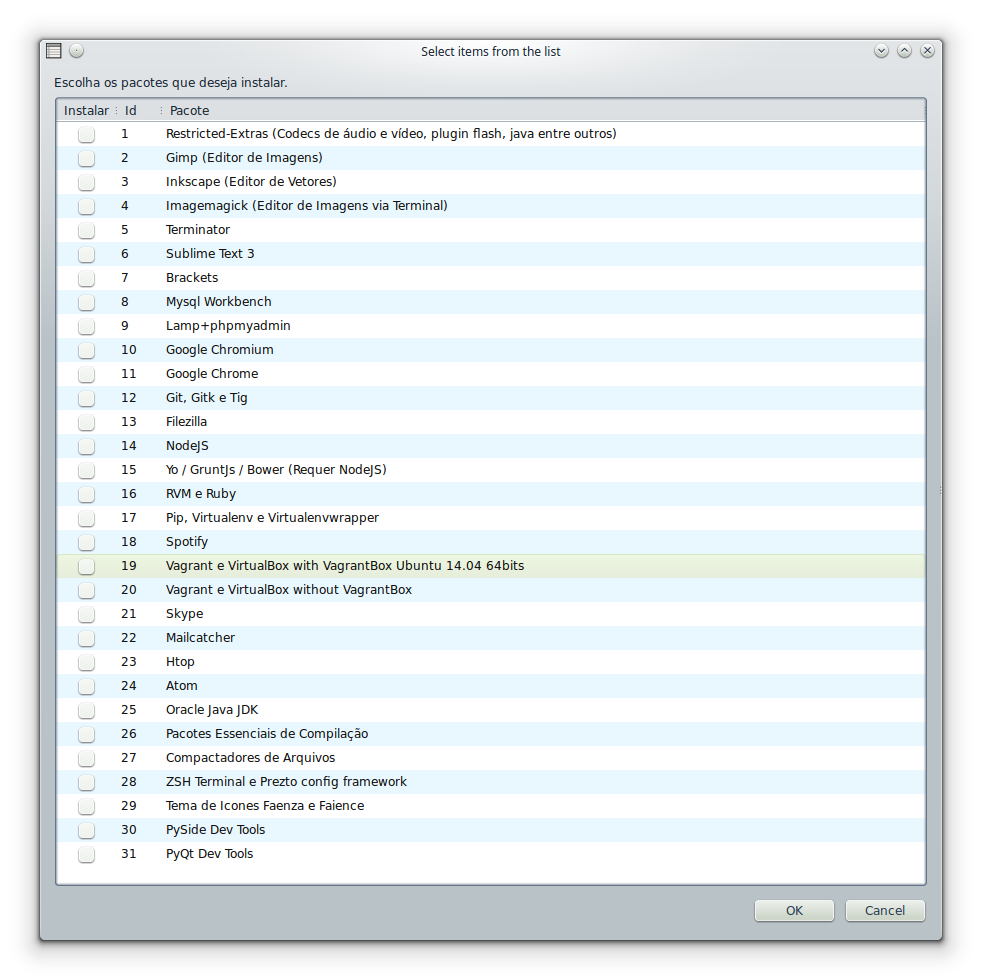 Select items from the list
Escolha os pacotes que deseja instalar.
Instalar Id Pacote
1 Restricted-Extras (Codecs de áudio e vídeo, plugin flash, java entre outros)
2 Gimp (Editor de Imagens)
3 Inkscape (Editor de Vetores)
4 Imagemagick (Editor de Imagens via Terminal)
5 Terminator
6 Sublime Text 3
7 Brackets
8 Mysql Workbench
9 Lamp+phpmyadmin
10 Google Chromium
11 Google Chrome
12 Git, Gitk e Tig
13 Filezilla
14 NodeJS
15 Yo / GruntJs / Bower (Requer NodeJS)
16 RVM e Ruby
17 Pip, Virtualenv e Virtualenvwrapper
18 Spotify
19 Vagrant e VirtualBox with VagrantBox Ubuntu 14.04 64bits
20 Vagrant e VirtualBox without VagrantBox
21 Skype
22 Mailcatcher
23 Htop
24 Atom
25 Oracle Java JDK
26 Pacotes Essenciais de Compilação
27 Compactadores de Arquivos
28 ZSH Terminal e Prezto config framework
29 Tema de Icones Faenza e Faience
30 PySide Dev Tools
31 PyQt Dev Tools
OK Cancel